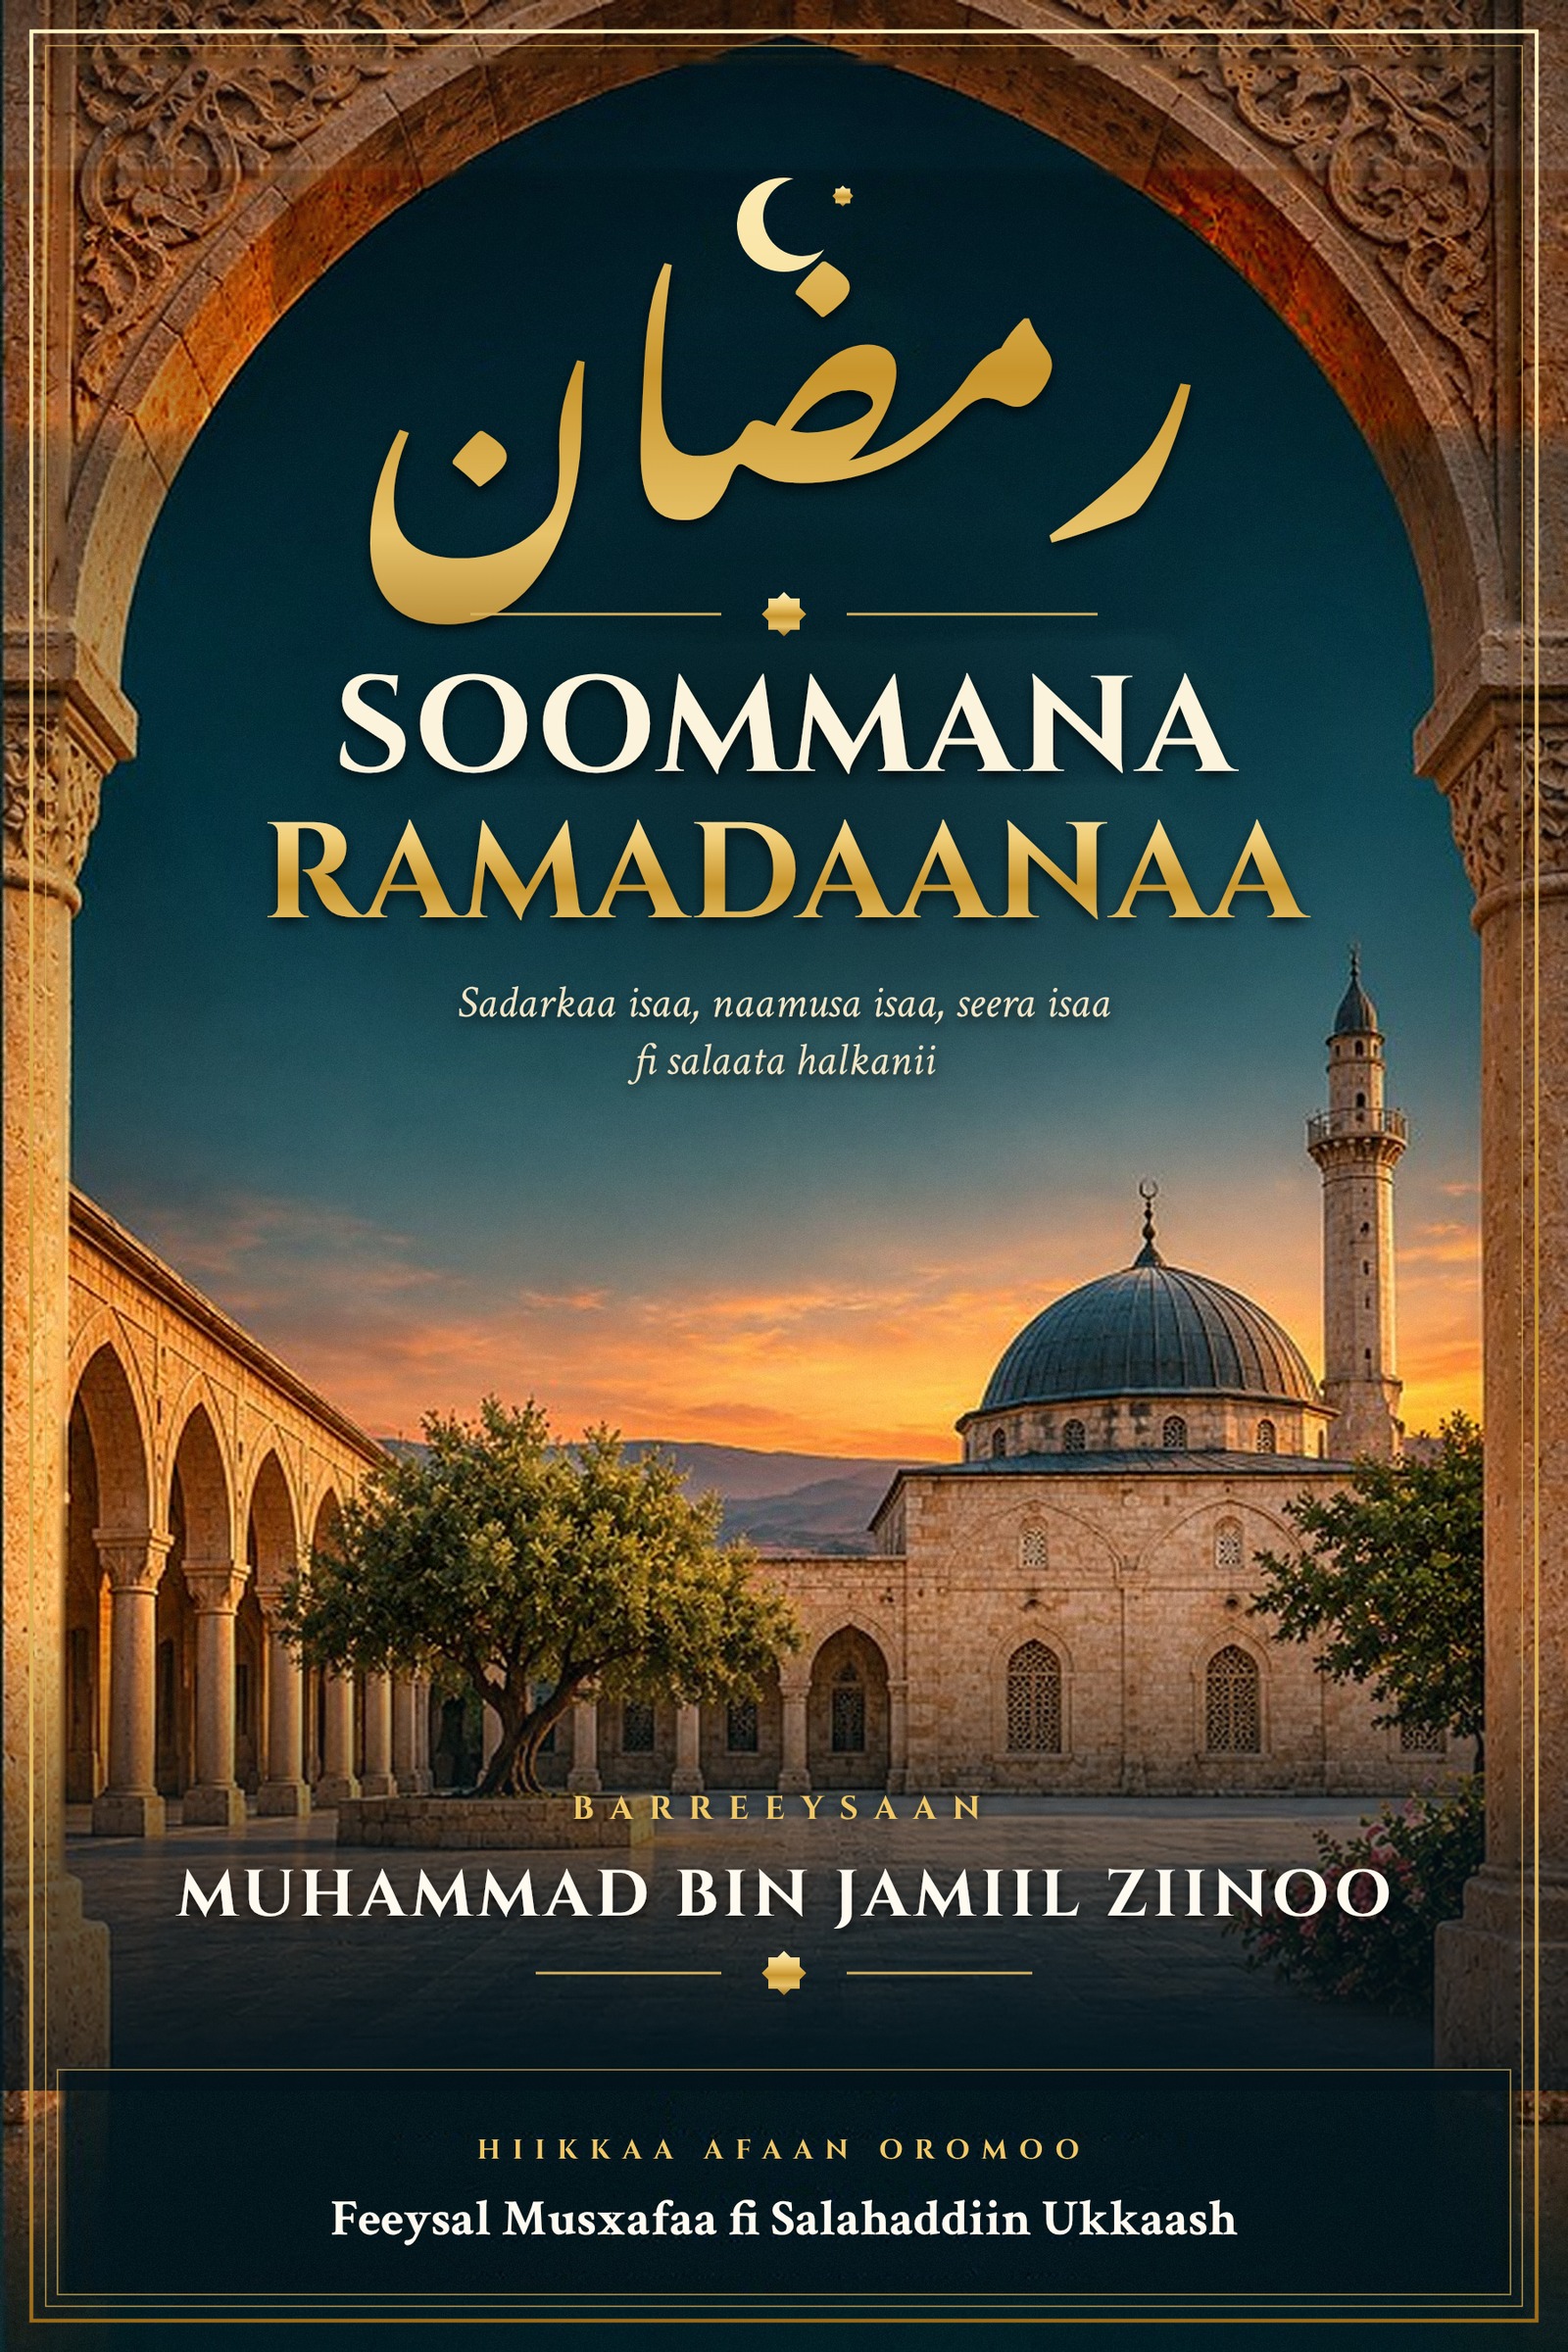 رمضان
SOOMMANA
RAMADAANAA
Sadarkaa isaa, naamusa isaa, seera isaa
fi salaata halkanii
BARREEYSAAN
MUHAMMAD BIN JAMIIL ZIINOO
HIIKKAA AFAAN OROMOO
Feeysal Musxafaa fi Salahaddiin Ukkaash